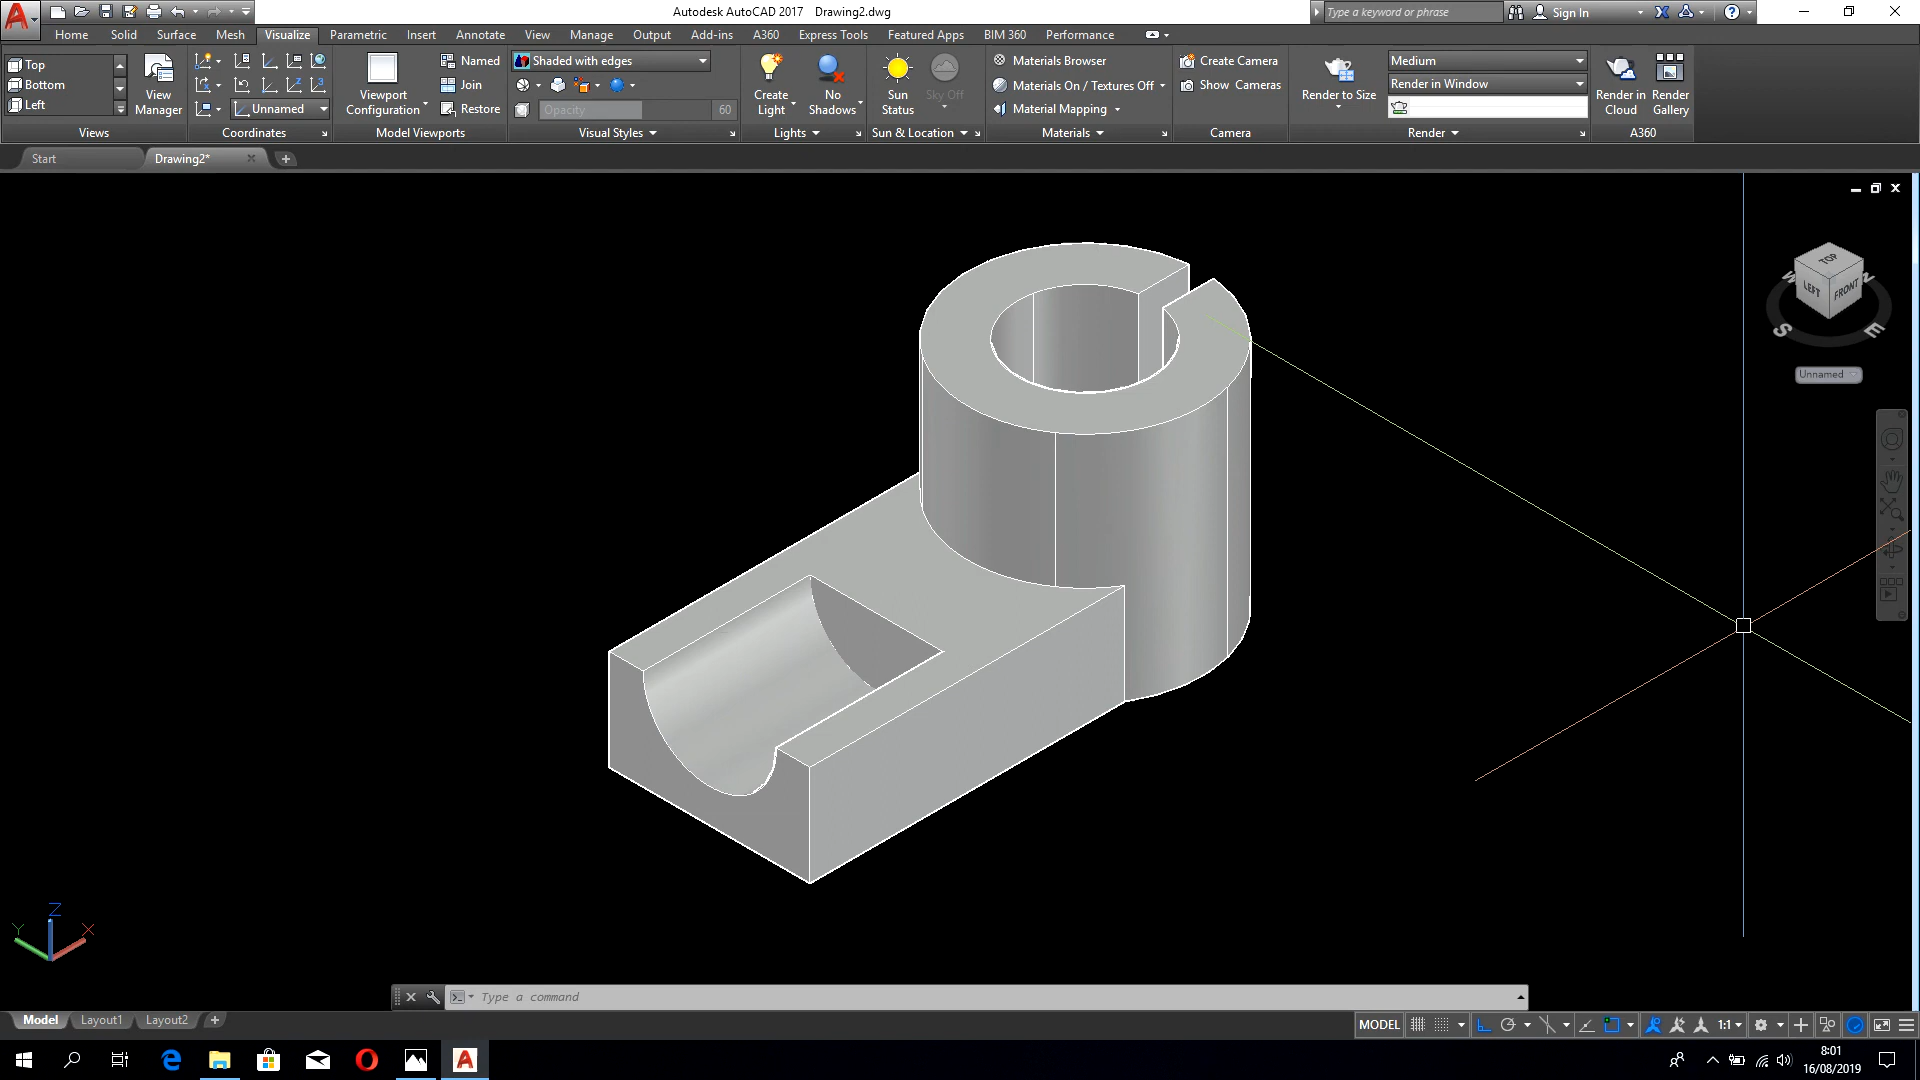 Autodesk AutoCAD 2017 Drawing2.dwg
Type a keyword or phrase
Sign In
Home Solid Surface Mesh Visualize Parametric Insert Annotate View Manage Output Add-ins A360 Express Tools Featured Apps BIM 360 Performance
Top
Bottom
Left
View
Manager
Views
Unnamed
Coordinates
Viewport
Configuration
Named
Join
Restore
Model Viewports
Shaded with edges
Opacity 60
Visual Styles
Create
Light
No
Shadows
Lights
Sun
Status
Sky Off
Sun & Location
Materials Browser
Materials On / Textures Off
Material Mapping
Materials
Create Camera
Show Cameras
Camera
Render to Size
Medium
Render in Window
Render
Render in
Cloud
Render
Gallery
A360
Start
Drawing2*
TOP
LEFT
FRONT
W
N
S
E
Unnamed
Z
Y
X
Type a command
Model Layout1 Layout2
MODEL
1:1
8:01
16/08/2019